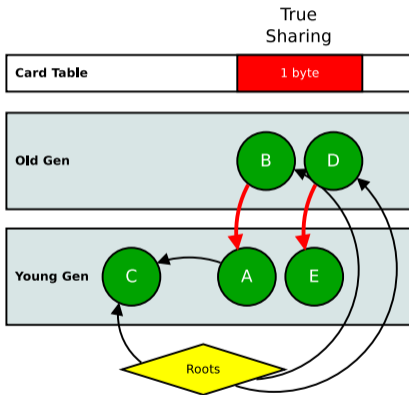 True
Sharing
Card Table
1 byte
Old Gen
B
D
Young Gen
C
A
E
Roots